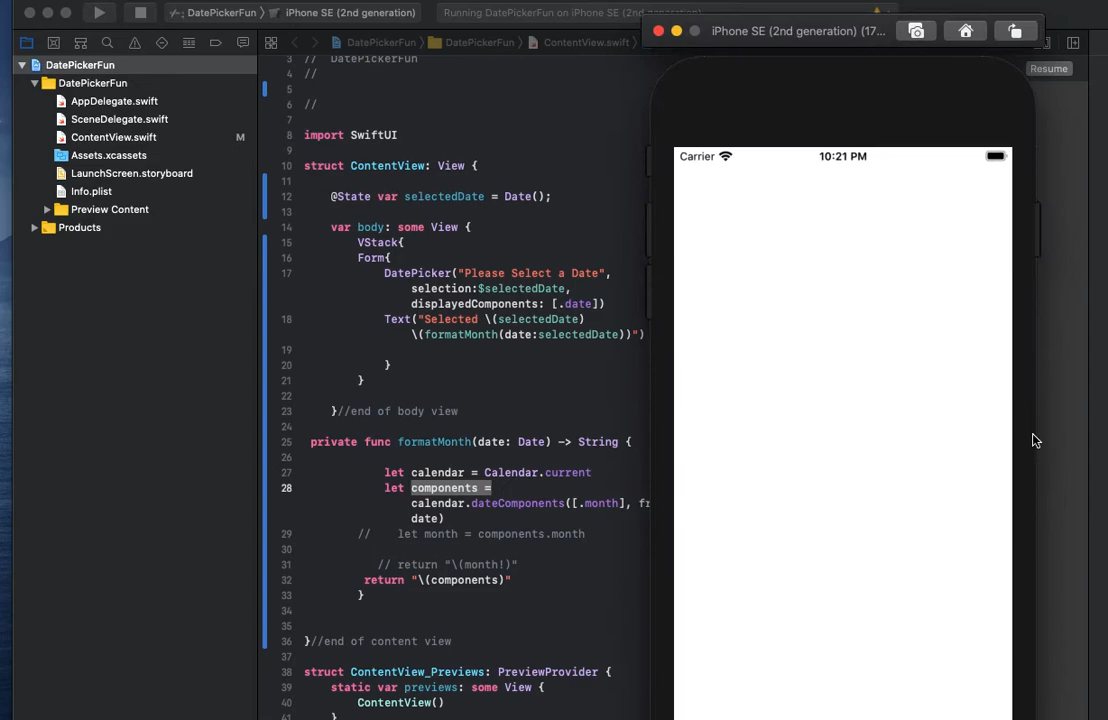 DatePickerFun 〉 iPhone SE (2nd generation)
Running DatePickerFun on iPhone SE (2nd generation)
iPhone SE (2nd generation) (17...
DatePickerFun 〉 DatePickerFun 〉 ContentView.swift 〉
Resume
DatePickerFun
DatePickerFun
AppDelegate.swift
SceneDelegate.swift
ContentView.swift M
Assets.xcassets
LaunchScreen.storyboard
Info.plist
Preview Content
Products
3 // DatePickerFun
4 //
5
6 //
7
8 import SwiftUI
9
10 struct ContentView: View {
11
12 @State var selectedDate = Date();
13
14 var body: some View {
15 VStack{
16 Form{
17 DatePicker("Please Select a Date",
selection:$selectedDate,
displayedComponents: [.date])
18 Text("Selected \(selectedDate)
\(formatMonth(date:selectedDate))")
19
20 }
21 }
22
23 }//end of body view
24
25 private func formatMonth(date: Date) -> String {
26
27 let calendar = Calendar.current
28 let components =
calendar.dateComponents([.month], fr
date)
29 // let month = components.month
30
31 // return "\(month!)"
32 return "\(components)"
33 }
34
35
36 }//end of content view
37
38 struct ContentView_Previews: PreviewProvider {
39 static var previews: some View {
40 ContentView()
41 }
Carrier 10:21 PM